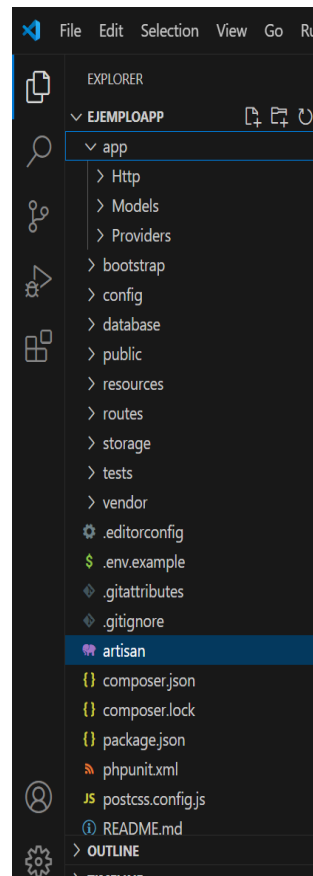 File Edit Selection View Go Ru
EXPLORER
EJEMPLOAPP
app
Http
Models
Providers
bootstrap
config
database
public
resources
routes
storage
tests
vendor
.editorconfig
$ .env.example
.gitattributes
.gitignore
artisan
{} composer.json
{} composer.lock
{} package.json
phpunit.xml
JS postcss.config.js
README.md
OUTLINE